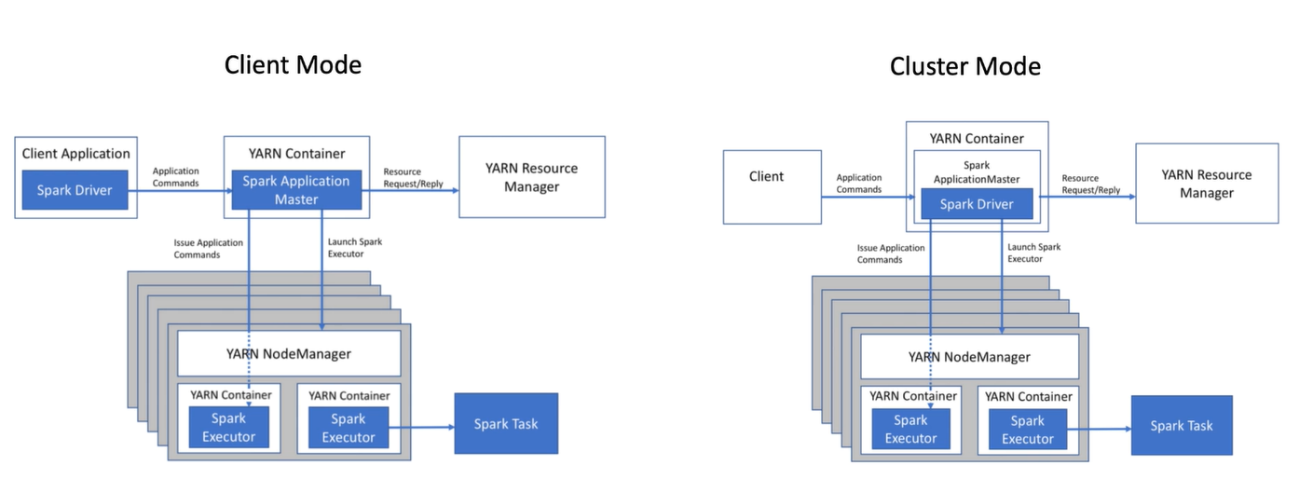 Client Mode
Client Application
Spark Driver
Application
Commands
YARN Container
Spark Application
Master
Resource
Request/Reply
YARN Resource
Manager
Issue Application
Commands
Launch Spark
Executor
YARN NodeManager
YARN Container
Spark
Executor
YARN Container
Spark
Executor
Spark Task
Cluster Mode
Client
Application
Commands
YARN Container
Spark
ApplicationMaster
Spark Driver
Resource
Request/Reply
YARN Resource
Manager
Issue Application
Commands
Launch Spark
Executor
YARN NodeManager
YARN Container
Spark
Executor
YARN Container
Spark
Executor
Spark Task